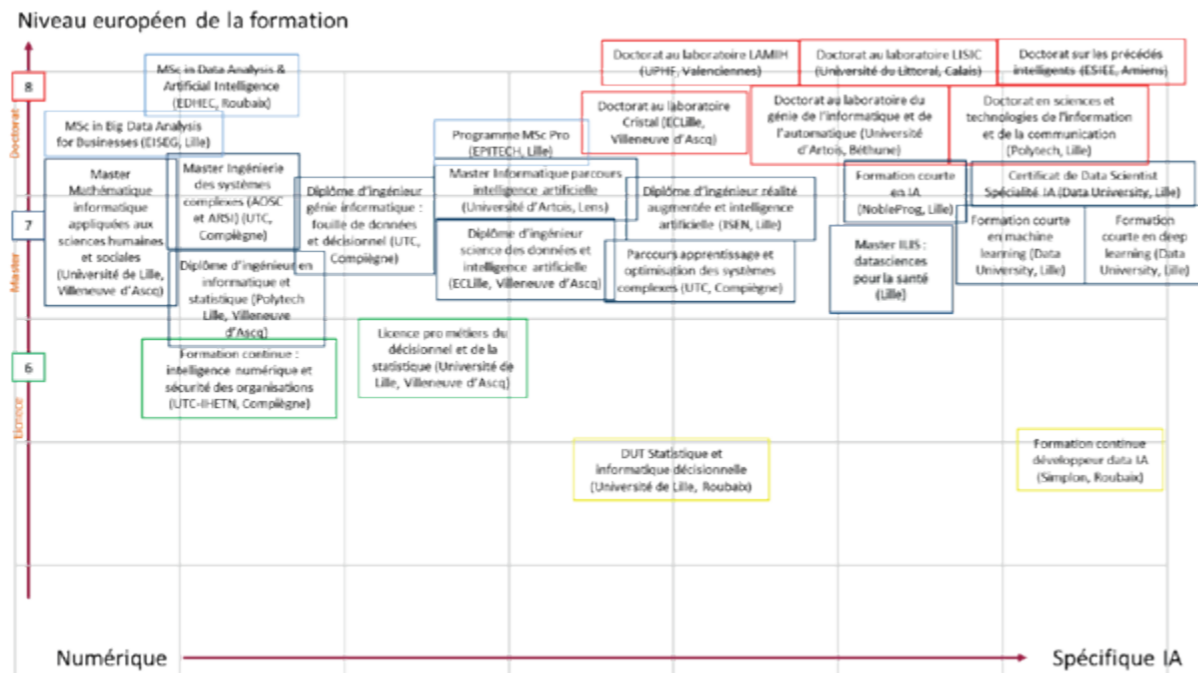 Niveau européen de la formation
8
Doctorat
MSc in Data Analysis &
Artificial Intelligence
(EDHEC, Roubaix)
Doctorat au laboratoire LAMIH
(UPHF, Valenciennes)
Doctorat au laboratoire LISIC
(Université du Littoral, Calais)
Doctorat sur les précédés
intelligents (ESIEE, Amiens)
MSc in Big Data Analysis
for Businesses (EISEG, Lille)
Programme MSc Pro
(EPITECH, Lille)
Doctorat au laboratoire
Cristal (ECLille,
Villeneuve d'Ascq)
Doctorat au laboratoire du
génie de l'informatique et de
l'automatique (Université
d'Artois, Béthune)
Doctorat en sciences et
technologies de l'information
et de la communication
(Polytech, Lille)
7
Master
Master
Mathématique
informatique
appliquées aux
sciences humaines
et sociales
(Université de Lille,
Villeneuve d'Ascq)
Master Ingénierie
des systèmes
complexes (AOSC
et ARSI) (UTC,
Compiègne)
Diplôme d'ingénieur
génie informatique :
fouille de données
et décisionnel (UTC,
Compiègne)
Master Informatique parcours
intelligence artificielle
(Université d'Artois, Lens)
Diplôme d'ingénieur réalité
augmentée et intelligence
artificielle (ISEN, Lille)
Formation courte
en IA
(NobleProg, Lille)
Certificat de Data Scientist
Spécialité IA (Data University, Lille)
Diplôme d'ingénieur en
informatique et
statistique (Polytech
Lille, Villeneuve
d'Ascq)
Diplôme d'ingénieur
science des données et
intelligence artificielle
(ECLille, Villeneuve d'Ascq)
Parcours apprentissage et
optimisation des systèmes
complexes (UTC, Compiègne)
Master ILIS :
datasciences
pour la santé
(Lille)
Formation courte
en machine
learning (Data
University, Lille)
Formation
courte en deep
learning (Data
University, Lille)
6
Formation continue :
intelligence numérique et
sécurité des organisations
(UTC-IHETN, Compiègne)
Licence pro métiers du
décisionnel et de la
statistique (Université de
Lille, Villeneuve d'Ascq)
DUT Statistique et
informatique décisionnelle
(Université de Lille, Roubaix)
Formation continue
développeur data IA
(Simplon, Roubaix)
Numérique
Spécifique IA